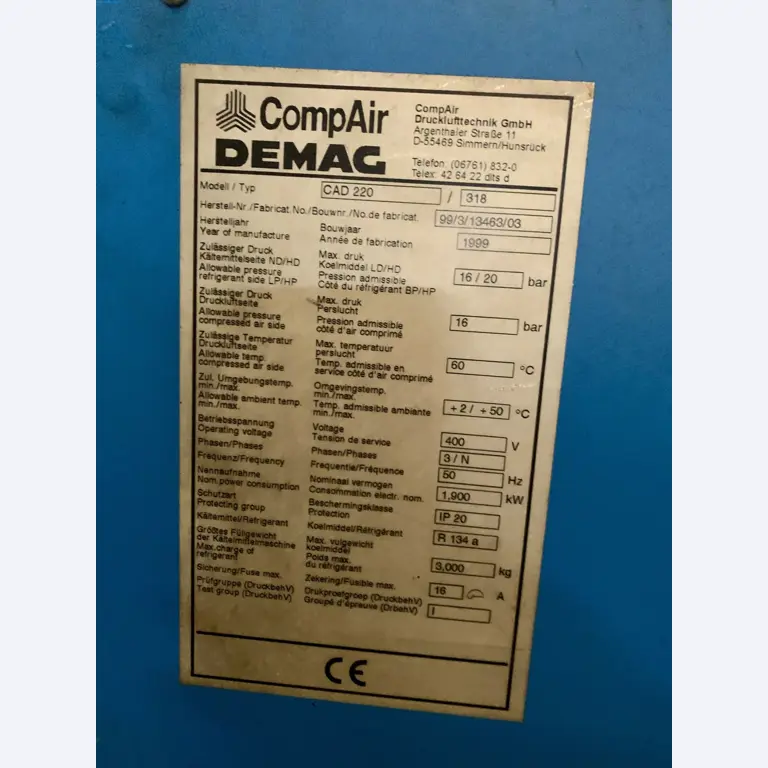 CompAir
DEMAG
CompAir
Drucklufttechnik GmbH
Argenthaler Straße 11
D-55469 Simmern/Hunsrück
Telefon: (06761) 832-0
Telex: 42 64 22 dits d
Modell / Typ CAD 220 / 318
Herstell-Nr./Fabricat.No./Bouwnr./No.de fabricat. 99/3/13463/03
Herstelljahr Bouwjaar
Year of manufacture Année de fabrication 1999
Zulässiger Druck Max. druk
Kältemittelseite ND/HD Koelmiddel LD/HD
Allowable pressure Pression admissible 16 / 20 bar
refrigerant side LP/HP Côté du réfrigérant BP/HP
Zulässiger Druck Max. druk
Druckluftseite Perslucht
Allowable pressure Pression admissible 16 bar
compressed air side côté d'air comprimé
Zulässige Temperatur Max. temperatuur
Druckluftseite perslucht
Allowable temp. Temp. admissible en 60 °C
compressed air side service côté d'air comprimé
Zul. Umgebungstemp. Omgevingstemp.
min./max. min./max.
Allowable ambient temp. Temp. admissible ambiante +2 / +50 °C
min./max. min./max.
Betriebsspannung Voltage
Operating voltage Tension de service 400 V
Phasen/Phases Phasen/Phases 3 / N
Frequenz/Frequency Frequentie/Fréquence 50 Hz
Nennaufnahme Nominaal vermogen
Nom.power consumption Consommation electr. nom. 1,900 kW
Schutzart Beschermingsklasse
Protecting group Protection IP 20
Kältemittel/Refrigerant Koelmiddel/Réfrigérant R 134 a
Größtes Füllgewicht Max. vulgewicht
der Kältemittelmaschine koelmiddel
Max.charge of Poids max. 3,000 kg
refrigerent du réfrigérant
Sicherung/Fuse max. Zekering/Fusible max. 16 A
Prüfgruppe (DruckbehV) Drukproefgroep (DruckbehV)
Test group (DruckbehV) Groupé d'épreuve (DrbehV) I
CE